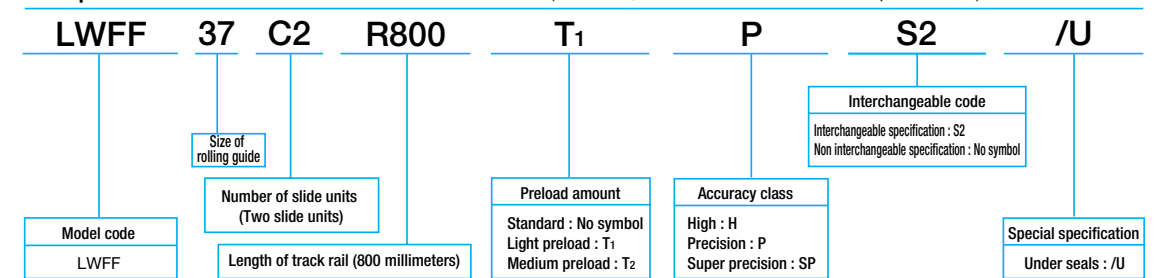 LWFF 37 C2 R800 T1 P S2 /U
Interchangeable code
Interchangeable specification : S2
Non interchangeable specification : No symbol
Size of
rolling guide
Number of slide units
(Two slide units)
Preload amount
Standard : No symbol
Light preload : T1
Medium preload : T2
Accuracy class
High : H
Precision : P
Super precision : SP
Model code
LWFF
Length of track rail (800 millimeters)
Special specification
Under seals : /U